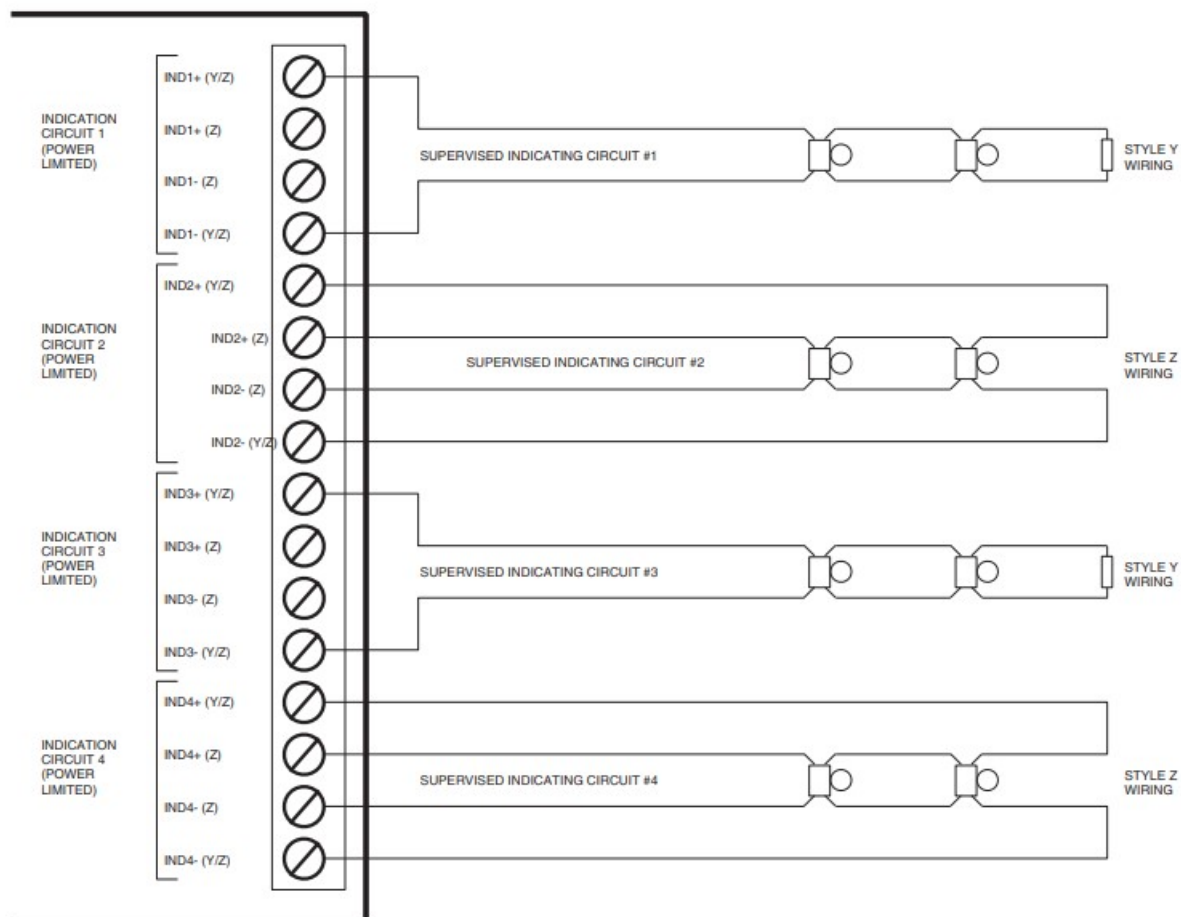 INDICATION
CIRCUIT 1
(POWER
LIMITED)
IND1+ (Y/Z)
IND1+ (Z)
IND1- (Z)
IND1- (Y/Z)
SUPERVISED INDICATING CIRCUIT #1
STYLE Y
WIRING
INDICATION
CIRCUIT 2
(POWER
LIMITED)
IND2+ (Y/Z)
IND2+ (Z)
IND2- (Z)
IND2- (Y/Z)
SUPERVISED INDICATING CIRCUIT #2
STYLE Z
WIRING
INDICATION
CIRCUIT 3
(POWER
LIMITED)
IND3+ (Y/Z)
IND3+ (Z)
IND3- (Z)
IND3- (Y/Z)
SUPERVISED INDICATING CIRCUIT #3
STYLE Y
WIRING
INDICATION
CIRCUIT 4
(POWER
LIMITED)
IND4+ (Y/Z)
IND4+ (Z)
IND4- (Z)
IND4- (Y/Z)
SUPERVISED INDICATING CIRCUIT #4
STYLE Z
WIRING